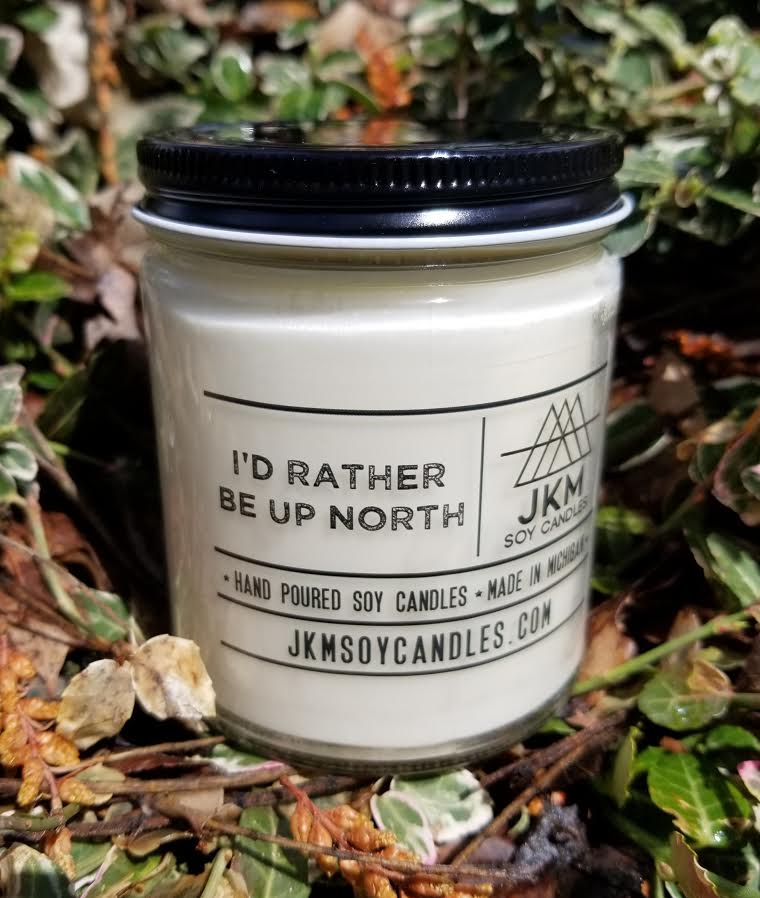 I'D RATHER
BE UP NORTH
JKM
SOY CANDLES
* HAND POURED SOY CANDLES * MADE IN MICHIGAN *
JKMSOYCANDLES.COM